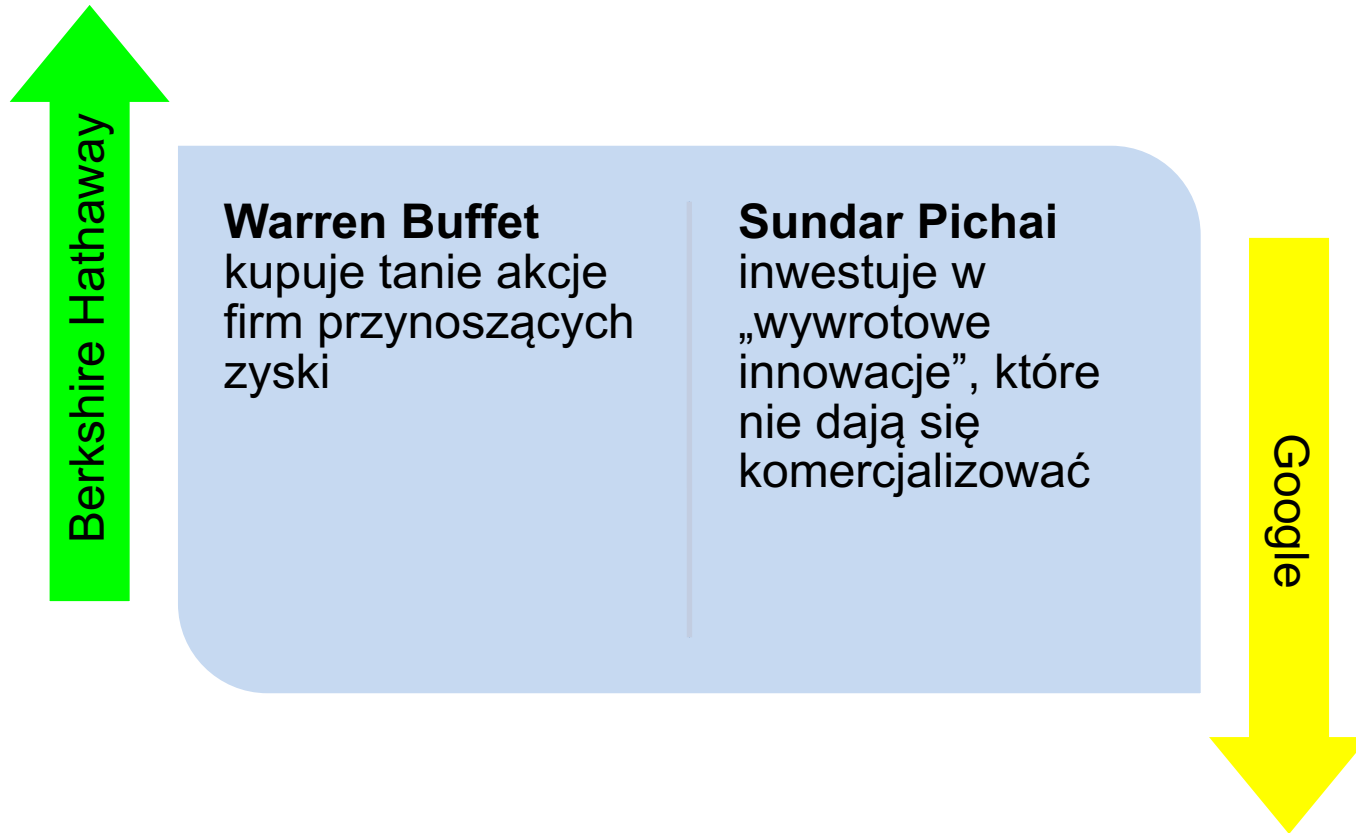 Berkshire Hathaway
Warren Buffet
kupuje tanie akcje
firm przynoszących
zyski
Sundar Pichai
inwestuje w
„wywrotowe
innowacje”, które
nie dają się
komercjalizować
Google